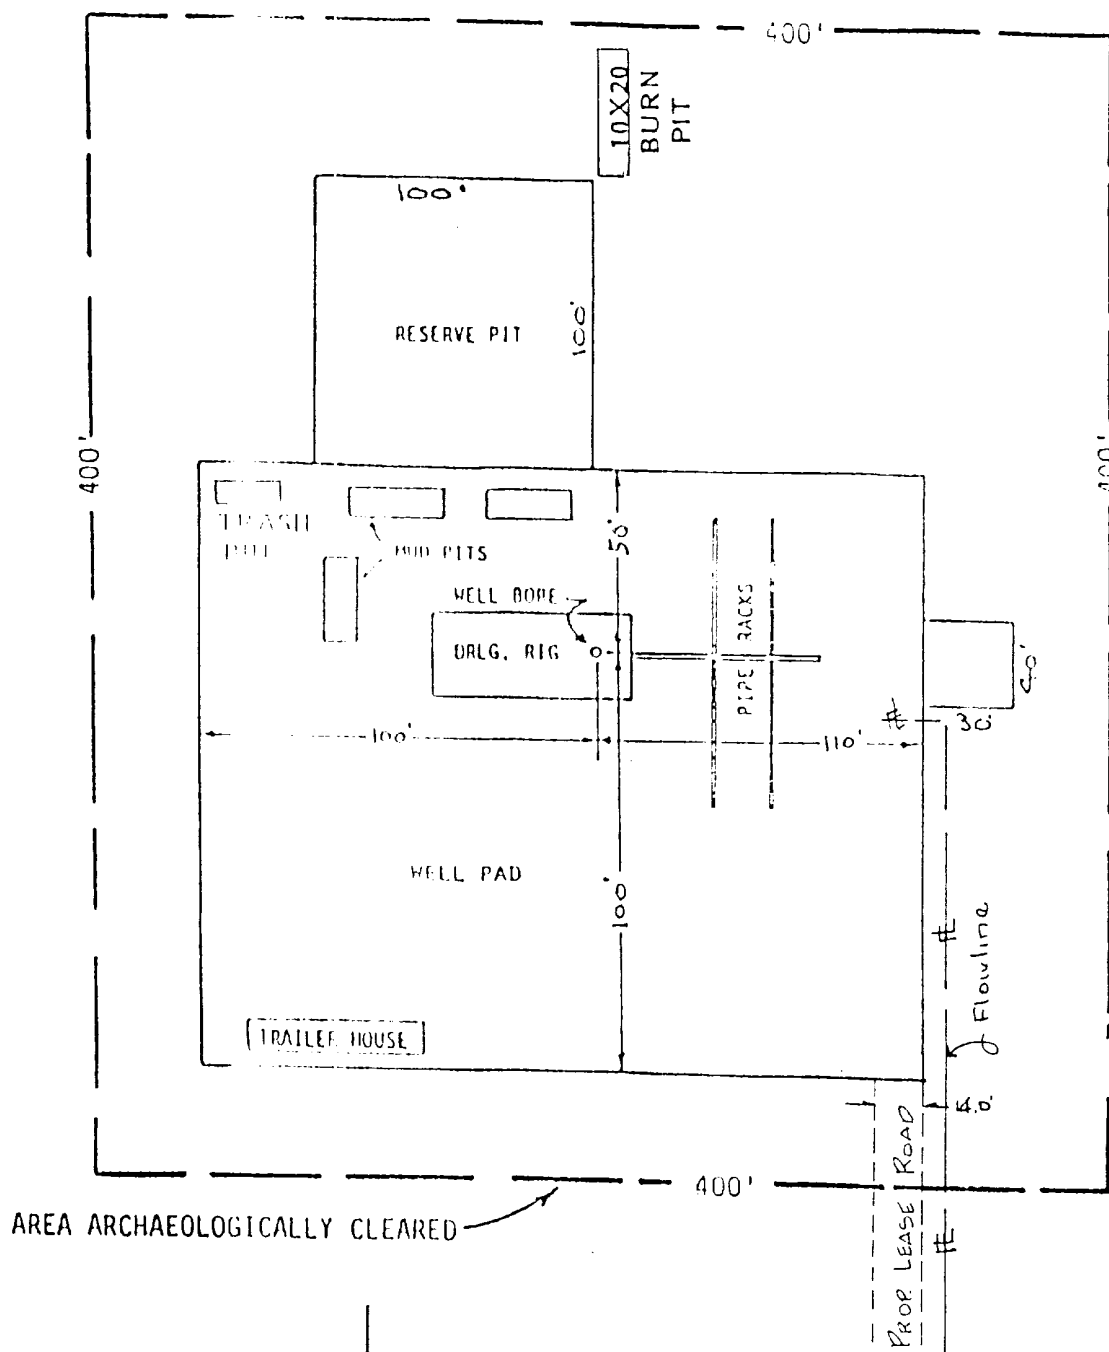 400'
10X20
BURN
PIT
100'
RESERVE PIT
100'
400'
400'
TRASH
PIT
MUD PITS
50'
WELL BORE
DRLG. RIG
PIPE RACKS
40'
30'
100'
110'
WELL PAD
100'
Flowline
TRAILER HOUSE
PROP. LEASE ROAD
400'
AREA ARCHAEOLOGICALLY CLEARED